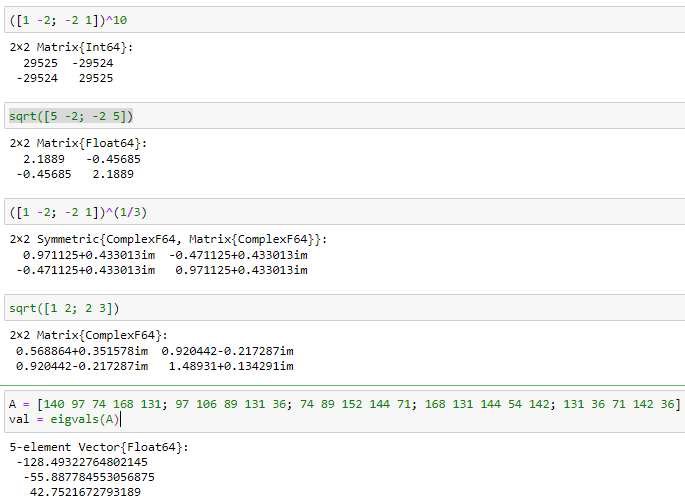 ([1 -2; -2 1])^10
2×2 Matrix{Int64}:
29525 -29524
-29524 29525
sqrt([5 -2; -2 5])
2×2 Matrix{Float64}:
2.1889 -0.45685
-0.45685 2.1889
([1 -2; -2 1])^(1/3)
2×2 Symmetric{ComplexF64, Matrix{ComplexF64}}:
0.971125+0.433013im -0.471125+0.433013im
-0.471125+0.433013im 0.971125+0.433013im
sqrt([1 2; 2 3])
2×2 Matrix{ComplexF64}:
0.568864+0.351578im 0.920442-0.217287im
0.920442-0.217287im 1.48931+0.134291im
A = [140 97 74 168 131; 97 106 89 131 36; 74 89 152 144 71; 168 131 144 54 142; 131 36 71 142 36]
val = eigvals(A)
5-element Vector{Float64}:
-128.49322764802145
-55.887784553056875
42.7521672793189